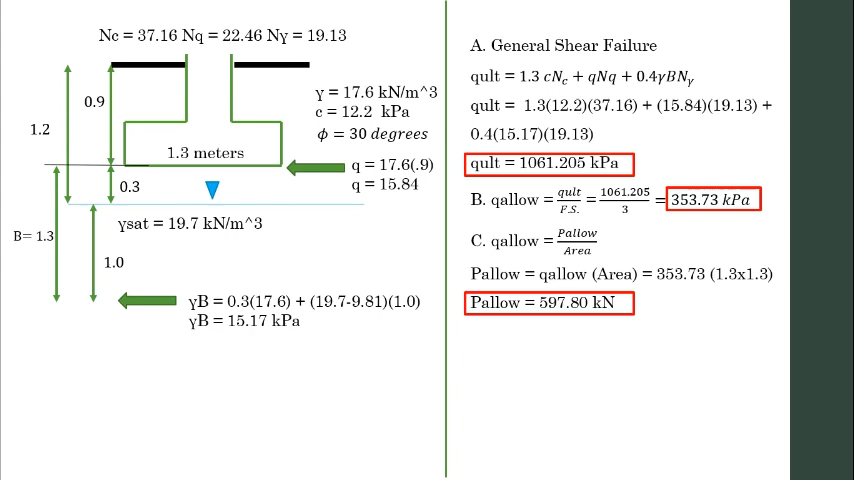 Nc = 37.16 Nq = 22.46 Nγ = 19.13
0.9
1.2
γ = 17.6 kN/m^3
c = 12.2 kPa
ϕ = 30 degrees
1.3 meters
q = 17.6(.9)
q = 15.84
0.3
γsat = 19.7 kN/m^3
B= 1.3
1.0
γB = 0.3(17.6) + (19.7-9.81)(1.0)
γB = 15.17 kPa
A. General Shear Failure
qult = 1.3 cN_c + qNq + 0.4γBN_γ
qult = 1.3(12.2)(37.16) + (15.84)(19.13) +
0.4(15.17)(19.13)
qult = 1061.205 kPa
B. qallow = qult/F.S. = 1061.205/3 = 353.73 kPa
C. qallow = Pallow/Area
Pallow = qallow (Area) = 353.73 (1.3x1.3)
Pallow = 597.80 kN